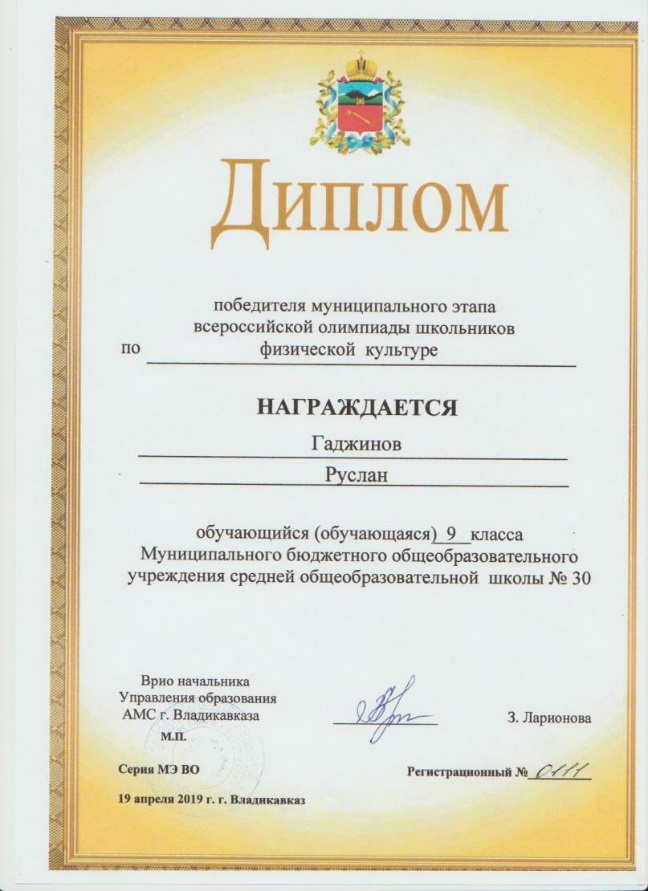 Диплом
победителя муниципального этапа
всероссийской олимпиады школьников
по физической культуре
НАГРАЖДАЕТСЯ
Гаджинов
Руслан
обучающийся (обучающаяся) 9 класса
Муниципального бюджетного общеобразовательного
учреждения средней общеобразовательной школы № 30
Врио начальника
Управления образования
АМС г. Владикавказа
З. Ларионова
М.П.
Серия МЭ ВО
Регистрационный № 0111
19 апреля 2019 г. г. Владикавказ